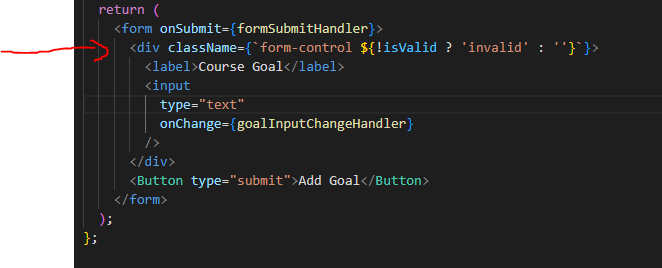 return (
<form onSubmit={formSubmitHandler}>
<div className={`form-control ${!isValid ? 'invalid' : ''}`}>
<label>Course Goal</label>
<input
type="text"
onChange={goalInputChangeHandler}
/>
</div>
<Button type="submit">Add Goal</Button>
</form>
);
};